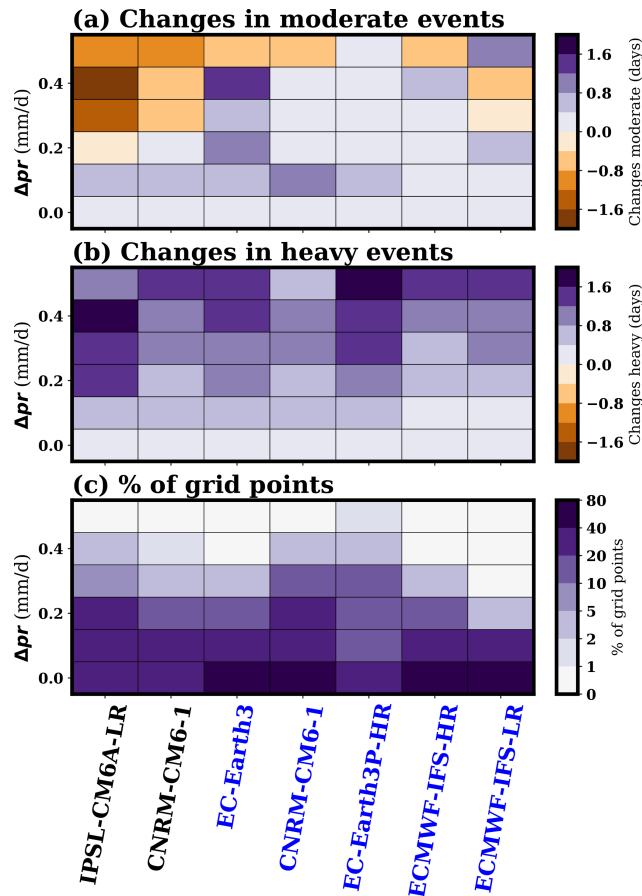 (a) Changes in moderate events
Δpr (mm/d)
0.4
0.2
0.0
1.6
0.8
0.0
−0.8
−1.6
Changes moderate (days)
(b) Changes in heavy events
Δpr (mm/d)
0.4
0.2
0.0
1.6
0.8
0.0
−0.8
−1.6
Changes heavy (days)
(c) % of grid points
Δpr (mm/d)
0.4
0.2
0.0
80
40
20
10
5
2
1
0
% of grid points
IPSL-CM6A-LR
CNRM-CM6-1
EC-Earth3
CNRM-CM6-1
EC-Earth3P-HR
ECMWF-IFS-HR
ECMWF-IFS-LR